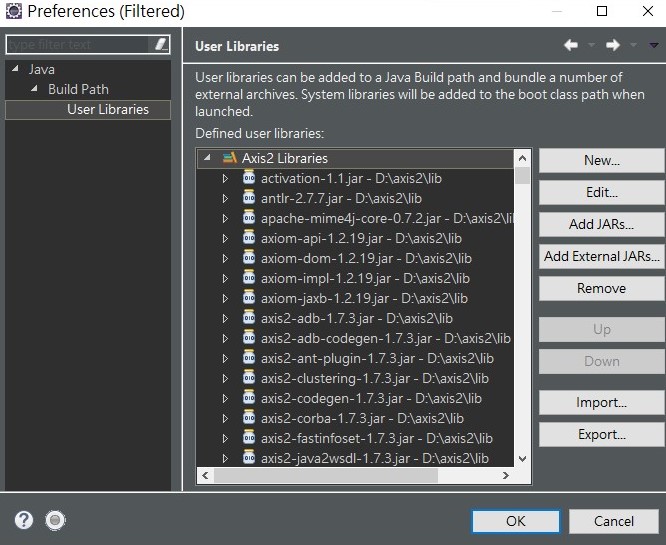 Preferences (Filtered)
type filter text
Java
Build Path
User Libraries
User Libraries
User libraries can be added to a Java Build path and bundle a number of
external archives. System libraries will be added to the boot class path when
launched.
Defined user libraries:
Axis2 Libraries
activation-1.1.jar - D:\axis2\lib
antlr-2.7.7.jar - D:\axis2\lib
apache-mime4j-core-0.7.2.jar - D:\axis2\li
axiom-api-1.2.19.jar - D:\axis2\lib
axiom-dom-1.2.19.jar - D:\axis2\lib
axiom-impl-1.2.19.jar - D:\axis2\lib
axiom-jaxb-1.2.19.jar - D:\axis2\lib
axis2-adb-1.7.3.jar - D:\axis2\lib
axis2-adb-codegen-1.7.3.jar - D:\axis2\lib
axis2-ant-plugin-1.7.3.jar - D:\axis2\lib
axis2-clustering-1.7.3.jar - D:\axis2\lib
axis2-codegen-1.7.3.jar - D:\axis2\lib
axis2-corba-1.7.3.jar - D:\axis2\lib
axis2-fastinfoset-1.7.3.jar - D:\axis2\lib
axis2-java2wsdl-1.7.3.jar - D:\axis2\lib
New...
Edit...
Add JARs...
Add External JARs...
Remove
Up
Down
Import...
Export...
OK
Cancel